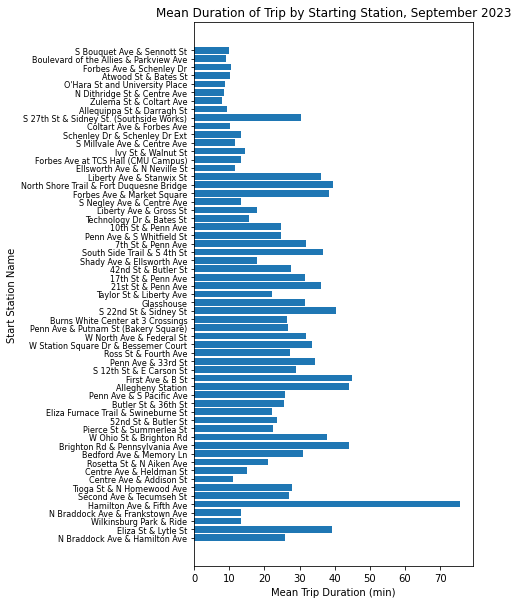 Mean Duration of Trip by Starting Station, September 2023
S Bouquet Ave & Sennott St
Boulevard of the Allies & Parkview Ave
Forbes Ave & Schenley Dr
Atwood St & Bates St
O'Hara St and University Place
N Dithridge St & Centre Ave
Zulema St & Coltart Ave
Allequippa St & Darragh St
S 27th St & Sidney St. (Southside Works)
Coltart Ave & Forbes Ave
Schenley Dr & Schenley Dr Ext
S Millvale Ave & Centre Ave
Ivy St & Walnut St
Forbes Ave at TCS Hall (CMU Campus)
Ellsworth Ave & N Neville St
Liberty Ave & Stanwix St
North Shore Trail & Fort Duquesne Bridge
Forbes Ave & Market Square
S Negley Ave & Centre Ave
Liberty Ave & Gross St
Technology Dr & Bates St
10th St & Penn Ave
Penn Ave & S Whitfield St
7th St & Penn Ave
South Side Trail & S 4th St
Shady Ave & Ellsworth Ave
42nd St & Butler St
17th St & Penn Ave
21st St & Penn Ave
Taylor St & Liberty Ave
Glasshouse
S 22nd St & Sidney St
Burns White Center at 3 Crossings
Penn Ave & Putnam St (Bakery Square)
W North Ave & Federal St
W Station Square Dr & Bessemer Court
Ross St & Fourth Ave
Penn Ave & 33rd St
S 12th St & E Carson St
First Ave & B St
Allegheny Station
Penn Ave & S Pacific Ave
Butler St & 36th St
Eliza Furnace Trail & Swineburne St
52nd St & Butler St
Pierce St & Summerlea St
W Ohio St & Brighton Rd
Brighton Rd & Pennsylvania Ave
Bedford Ave & Memory Ln
Rosetta St & N Aiken Ave
Centre Ave & Heldman St
Centre Ave & Addison St
Tioga St & N Homewood Ave
Second Ave & Tecumseh St
Hamilton Ave & Fifth Ave
N Braddock Ave & Frankstown Ave
Wilkinsburg Park & Ride
Eliza St & Lytle St
N Braddock Ave & Hamilton Ave
Start Station Name
0 10 20 30 40 50 60 70
Mean Trip Duration (min)